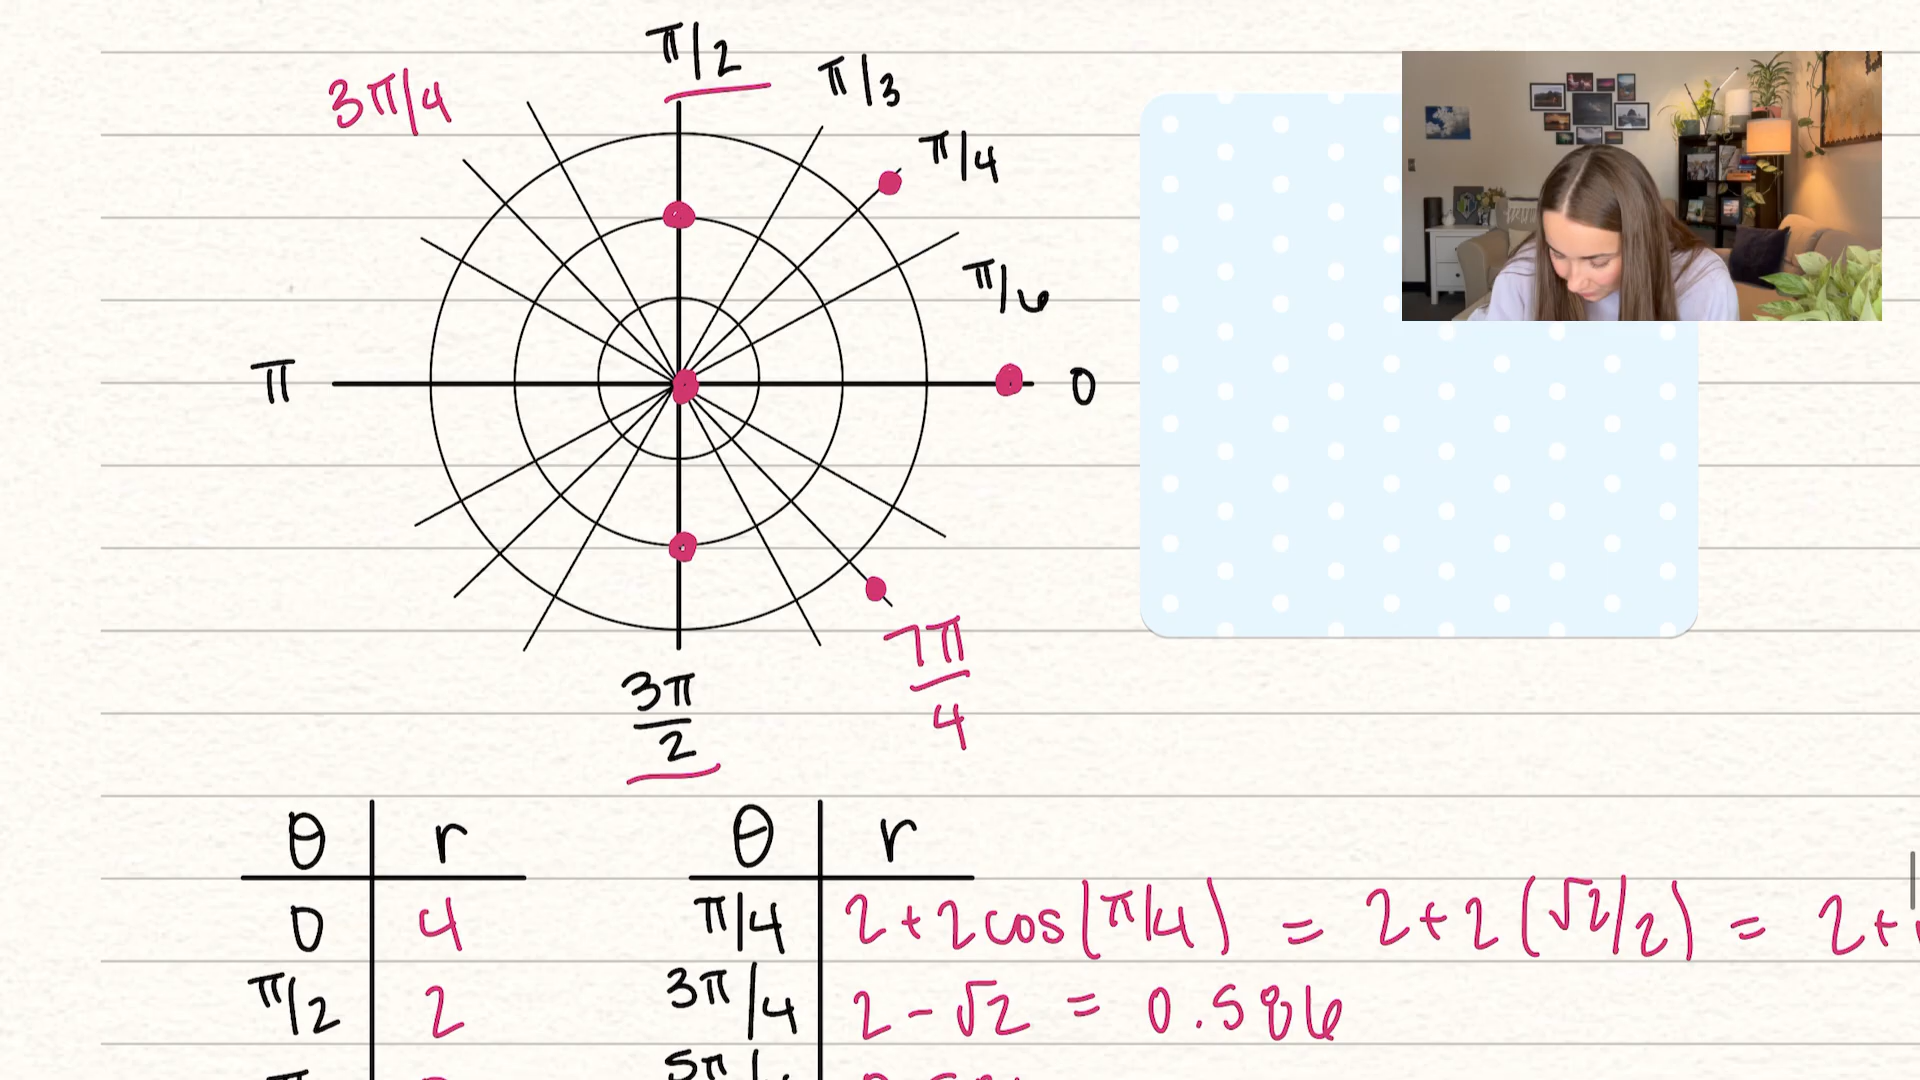 π/2
π/3
3π/4
π/4
π/6
π
0
7π
4
3π
2
θ r
0 4
π/2 2
θ r
π/4 2+2cos(π/4) = 2+2(√2/2) = 2+
3π/4 2-√2 = 0.586